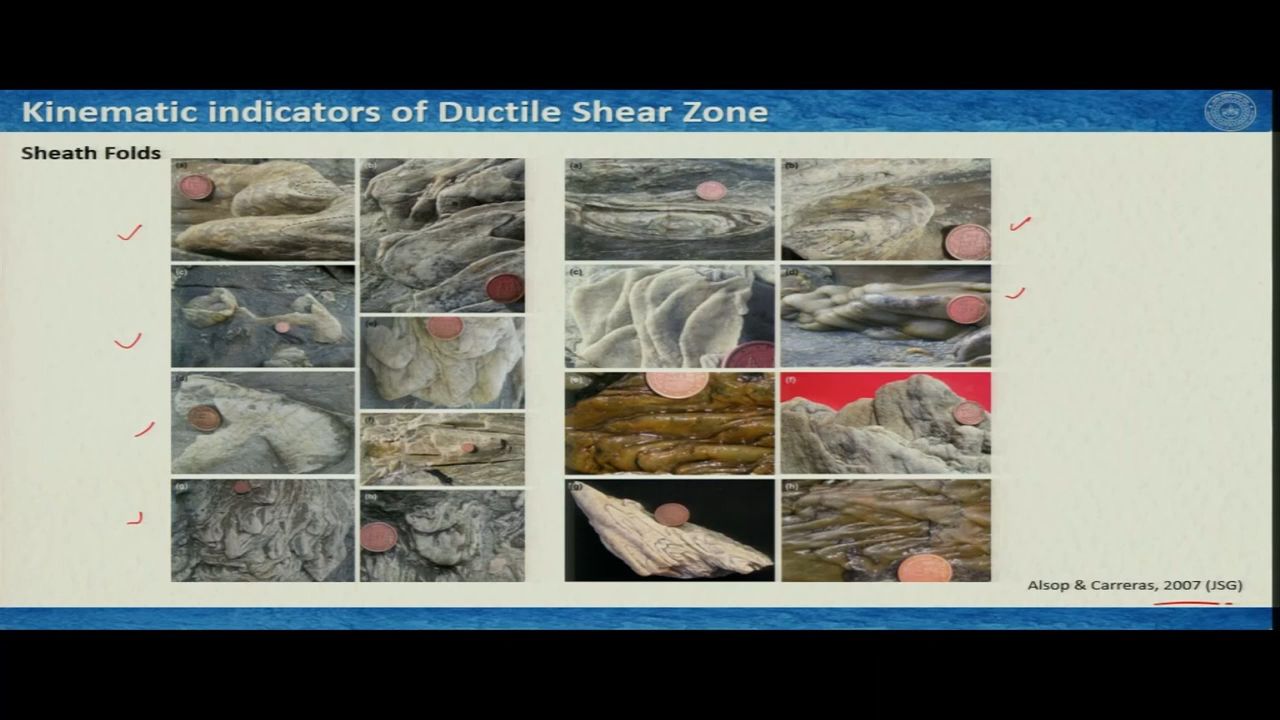 Kinematic indicators of Ductile Shear Zone
Sheath Folds
(a)
(b)
(c)
(e)
(d)
(f)
(g)
(h)
(a)
(b)
(c)
(d)
(e)
(f)
(g)
(h)
Alsop & Carreras, 2007 (JSG)